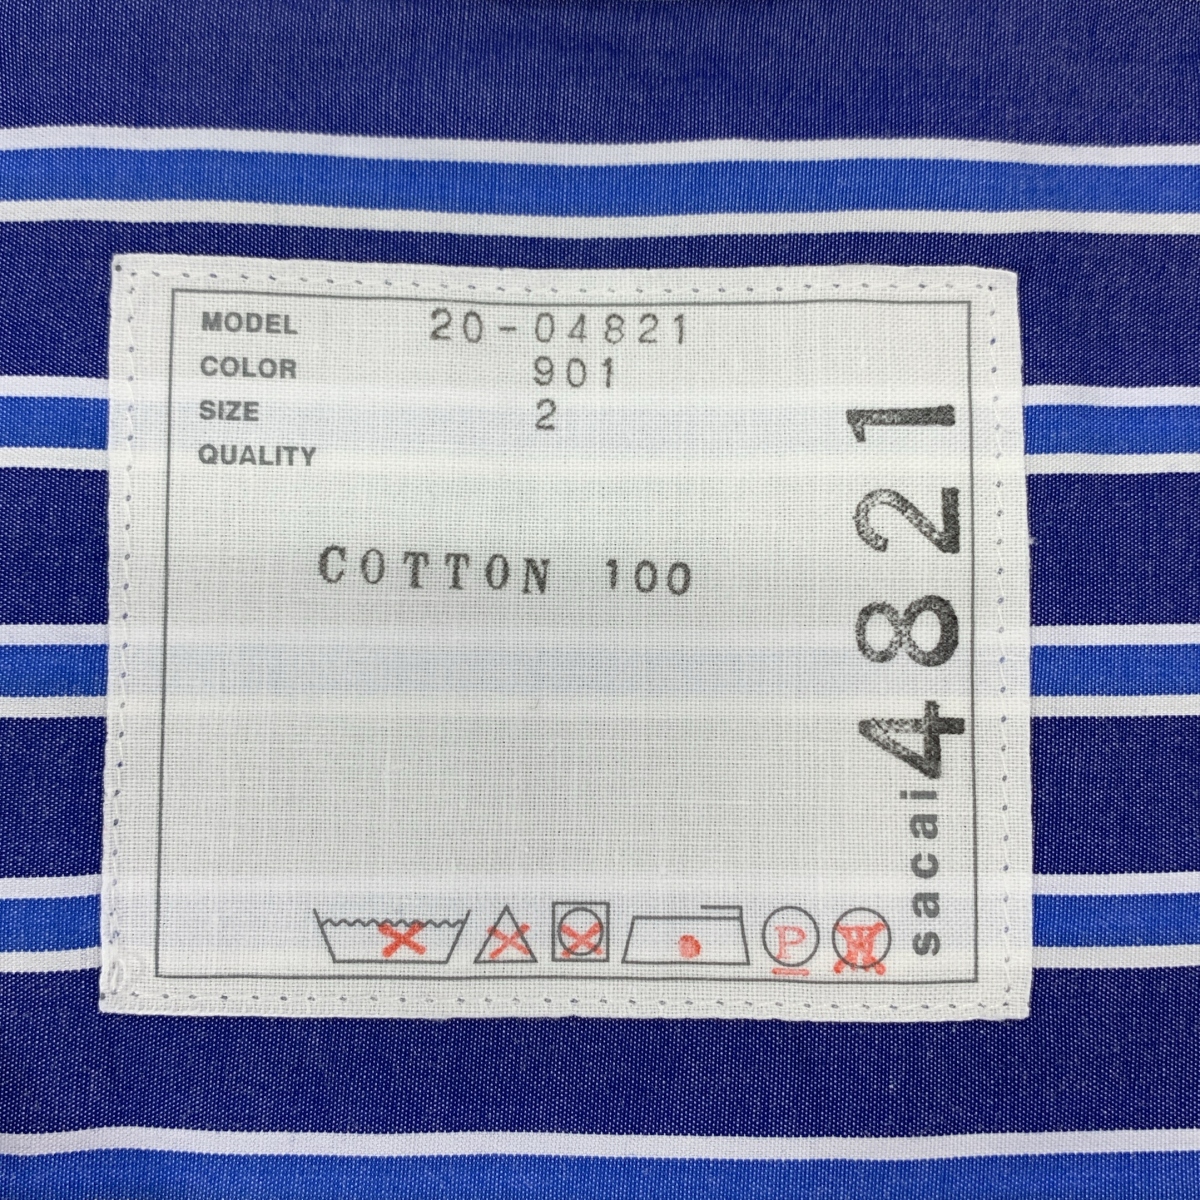 MODEL 20-04821
COLOR 901
SIZE 2
QUALITY
COTTON 100
sacai 4821
P
W